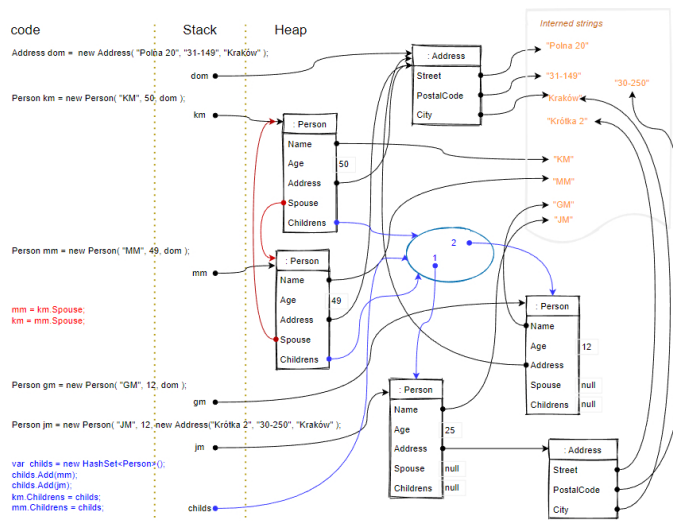 code
Stack
Heap
Interned strings
Address dom = new Address( "Polna 20", "31-149", "Kraków" );
dom
: Address
Street
PostalCode
City
"Polna 20"
"31-149"
"30-250"
Kraków"
"Krótka 2"
Person km = new Person( "KM", 50, dom );
km
: Person
Name
Age
50
Address
Spouse
Childrens
"KM"
"MM"
"GM"
"JM"
2
1
Person mm = new Person( "MM", 49, dom );
mm
: Person
Name
Age
49
Address
Spouse
Childrens
mm = km.Spouse;
km = mm.Spouse;
: Person
Name
Age
12
Address
Spouse
null
Childrens
null
Person gm = new Person( "GM", 12, dom );
gm
: Person
Name
Age
25
Address
Spouse
null
Childrens
null
Person jm = new Person( "JM", 12, new Address("Krótka 2", "30-250", "Kraków" );
jm
: Address
Street
PostalCode
City
var childs = new HashSet<Person>();
childs.Add(mm);
childs.Add(jm);
km.Childrens = childs;
mm.Childrens = childs;
childs